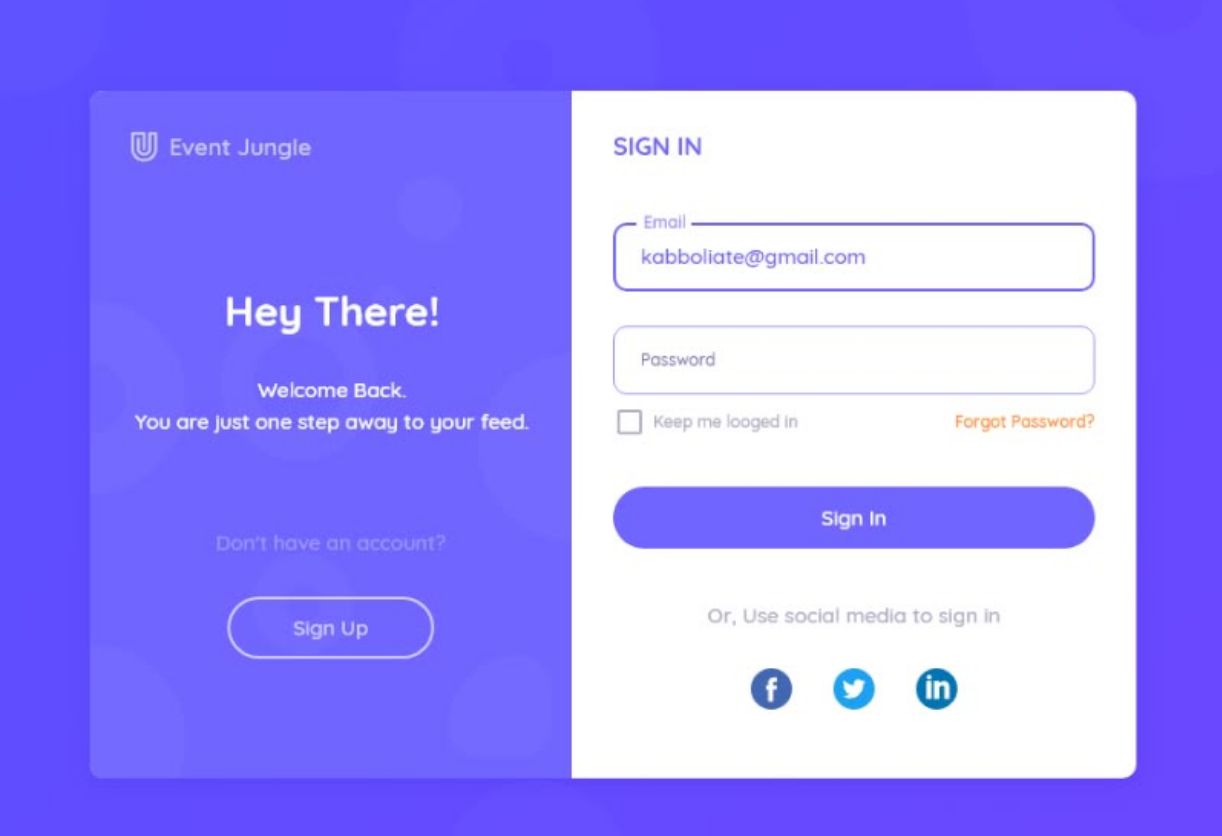 Event Jungle
Hey There!
Welcome Back.
You are just one step away to your feed.
Don't have an account?
Sign Up
SIGN IN
Email
kabboliate@gmail.com
Password
Keep me looged in
Forgot Password?
Sign In
Or, Use social media to sign in
f
in